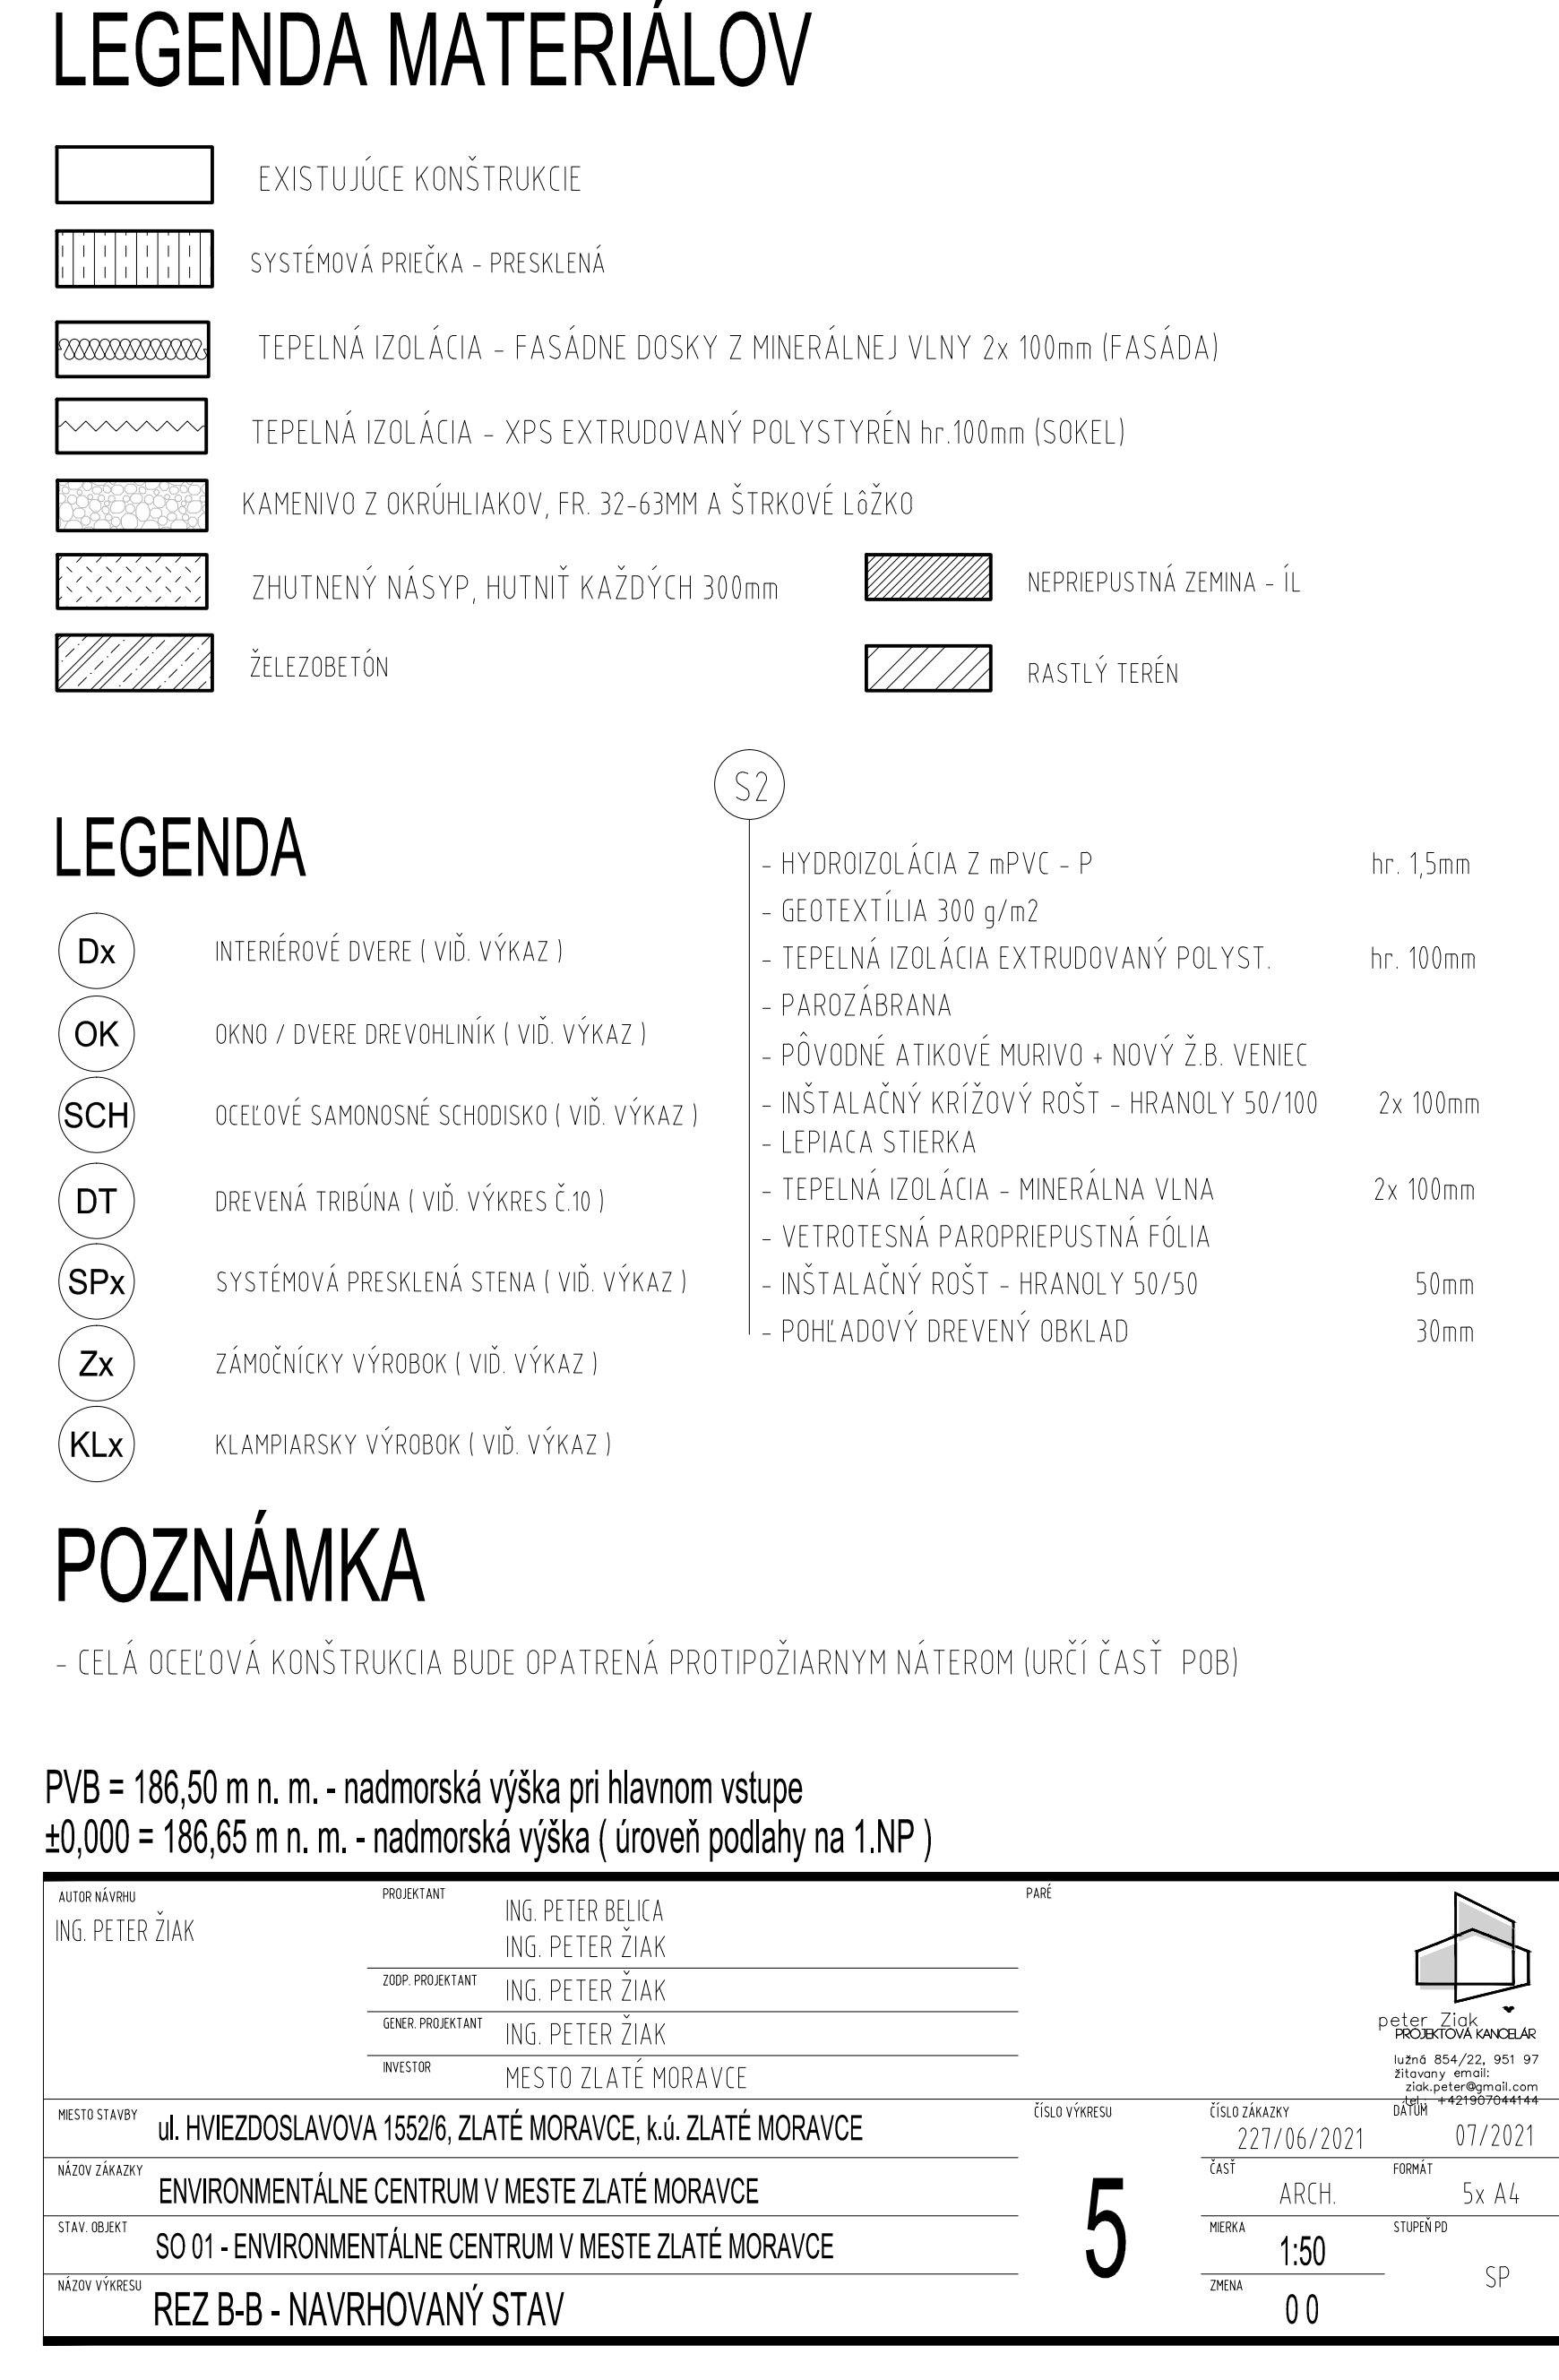 LEGENDA MATERIÁLOV
EXISTUJÚCE KONŠTRUKCIE
SYSTÉMOVÁ PRIEČKA - PRESKLENÁ
TEPELNÁ IZOLÁCIA - FASÁDNE DOSKY Z MINERÁLNEJ VLNY 2x 100mm (FASÁDA)
TEPELNÁ IZOLÁCIA - XPS EXTRUDOVANÝ POLYSTYRÉN hr.100mm (SOKEL)
KAMENIVO Z OKRÚHLIAKOV, FR. 32-63MM A ŠTRKOVÉ LôŽKO
ZHUTNENÝ NÁSYP, HUTNIŤ KAŽDÝCH 300mm
NEPRIEPUSTNÁ ZEMINA - ÍL
ŽELEZOBETÓN
RASTLÝ TERÉN
LEGENDA
Dx INTERIÉROVÉ DVERE ( VIĎ. VÝKAZ )
OK OKNO / DVERE DREVOHLINÍK ( VIĎ. VÝKAZ )
SCH OCEĽOVÉ SAMONOSNÉ SCHODISKO ( VIĎ. VÝKAZ )
DT DREVENÁ TRIBÚNA ( VIĎ. VÝKRES Č.10 )
SPx SYSTÉMOVÁ PRESKLENÁ STENA ( VIĎ. VÝKAZ )
Zx ZÁMOČNÍCKY VÝROBOK ( VIĎ. VÝKAZ )
KLx KLAMPIARSKY VÝROBOK ( VIĎ. VÝKAZ )
S2
- HYDROIZOLÁCIA Z mPVC - P hr. 1,5mm
- GEOTEXTÍLIA 300 g/m2
- TEPELNÁ IZOLÁCIA EXTRUDOVANÝ POLYST. hr. 100mm
- PAROZÁBRANA
- PÔVODNÉ ATIKOVÉ MURIVO + NOVÝ Ž.B. VENIEC
- INŠTALAČNÝ KRÍŽOVÝ ROŠT - HRANOLY 50/100 2x 100mm
- LEPIACA STIERKA
- TEPELNÁ IZOLÁCIA - MINERÁLNA VLNA 2x 100mm
- VETROTESNÁ PAROPRIEPUSTNÁ FÓLIA
- INŠTALAČNÝ ROŠT - HRANOLY 50/50 50mm
- POHĽADOVÝ DREVENÝ OBKLAD 30mm
POZNÁMKA
- CELÁ OCEĽOVÁ KONŠTRUKCIA BUDE OPATRENÁ PROTIPOŽIARNYM NÁTEROM (URČÍ ČASŤ POB)
PVB = 186,50 m n. m. - nadmorská výška pri hlavnom vstupe
±0,000 = 186,65 m n. m. - nadmorská výška ( úroveň podlahy na 1.NP )
AUTOR NÁVRHU
ING. PETER ŽIAK
PROJEKTANT
ING. PETER BELICA
ING. PETER ŽIAK
ZODP. PROJEKTANT ING. PETER ŽIAK
GENER. PROJEKTANT ING. PETER ŽIAK
INVESTOR MESTO ZLATÉ MORAVCE
PARÉ
peter Ziak
PROJEKTOVÁ KANCELÁR
lužná 854/22, 951 97
žitavany email:
ziak.peter@gmail.com
tel.: +421907044144
MIESTO STAVBY ul. HVIEZDOSLAVOVA 1552/6, ZLATÉ MORAVCE, k.ú. ZLATÉ MORAVCE
NÁZOV ZÁKAZKY ENVIRONMENTÁLNE CENTRUM V MESTE ZLATÉ MORAVCE
STAV. OBJEKT SO 01 - ENVIRONMENTÁLNE CENTRUM V MESTE ZLATÉ MORAVCE
NÁZOV VÝKRESU REZ B-B - NAVRHOVANÝ STAV
ČÍSLO VÝKRESU
5
ČÍSLO ZÁKAZKY
227/06/2021
DÁTUM
07/2021
ČASŤ
ARCH.
FORMÁT
5x A4
MIERKA
1:50
STUPEŇ PD
SP
ZMENA
0 0